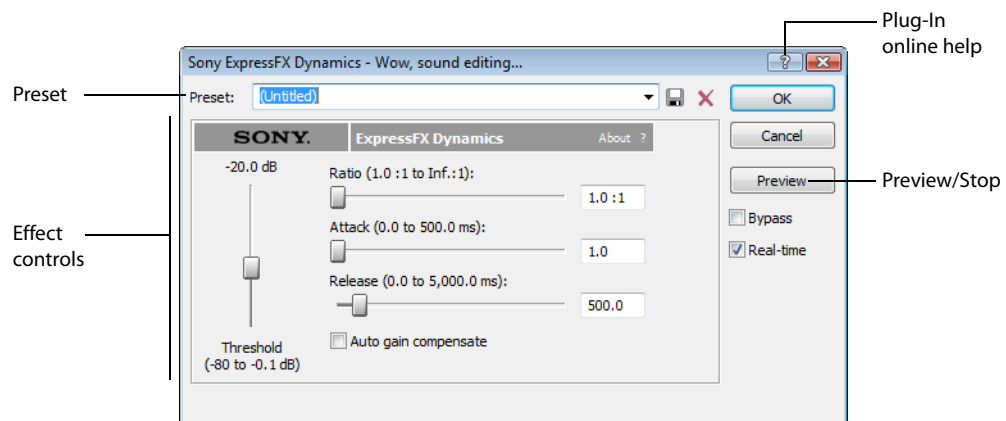 Plug-In
online help
Sony ExpressFX Dynamics - Wow, sound editing...
?
Preset
Preset:
(Untitled)
OK
SONY.
ExpressFX Dynamics
About ?
Cancel
-20.0 dB
Ratio (1.0 :1 to Inf.:1):
1.0 :1
Preview
Preview/Stop
Attack (0.0 to 500.0 ms):
1.0
Bypass
Effect
controls
Real-time
Release (0.0 to 5,000.0 ms):
500.0
Threshold
(-80 to -0.1 dB)
Auto gain compensate